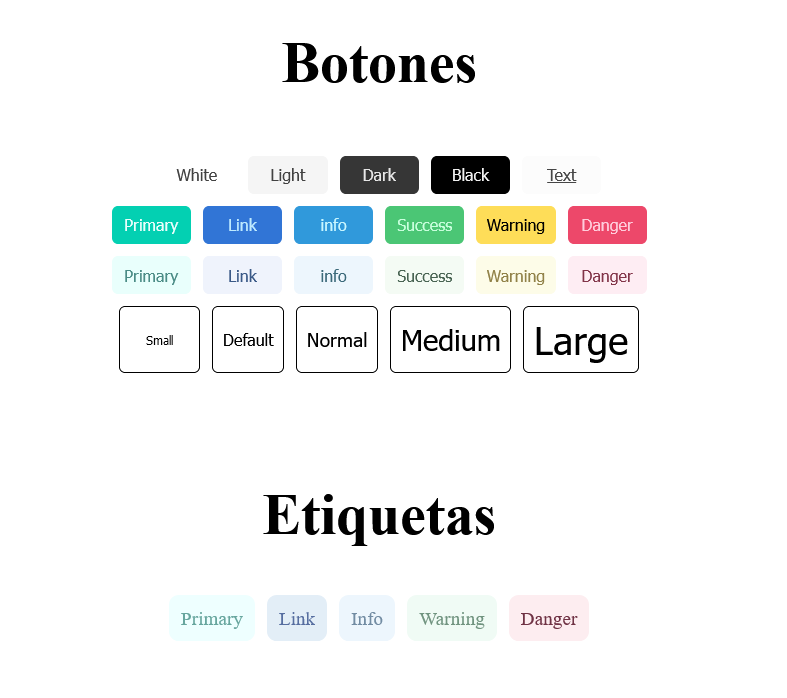 Botones
White Light Dark Black Text
Primary Link info Success Warning Danger
Primary Link info Success Warning Danger
Small Default Normal Medium Large
Etiquetas
Primary Link Info Warning Danger